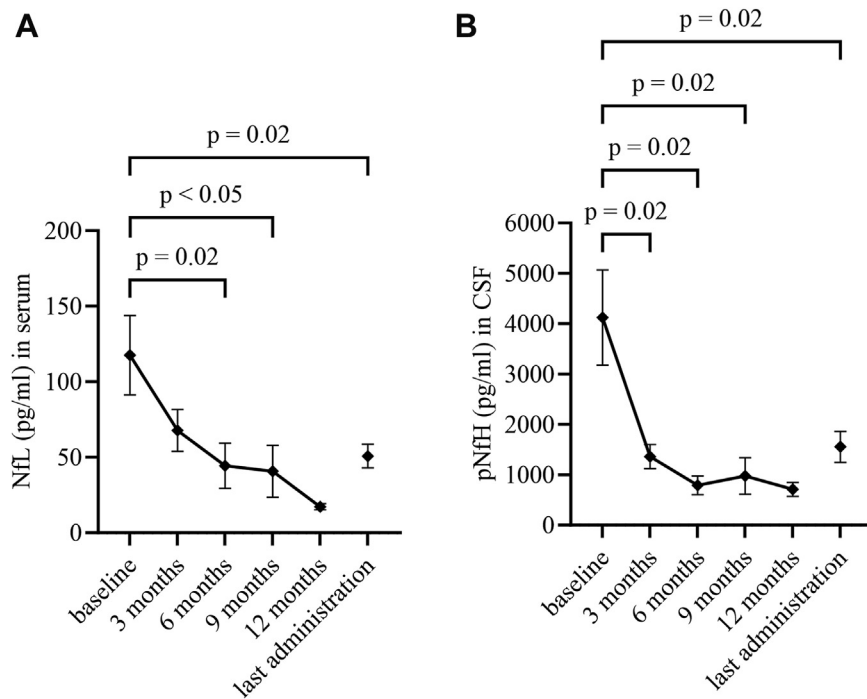 A
p = 0.02
p < 0.05
p = 0.02
200
150
100
50
0
NfL (pg/ml) in serum
baseline
3 months
6 months
9 months
12 months
last administration
B
p = 0.02
p = 0.02
p = 0.02
p = 0.02
6000
5000
4000
3000
2000
1000
0
pNfH (pg/ml) in CSF
baseline
3 months
6 months
9 months
12 months
last administration